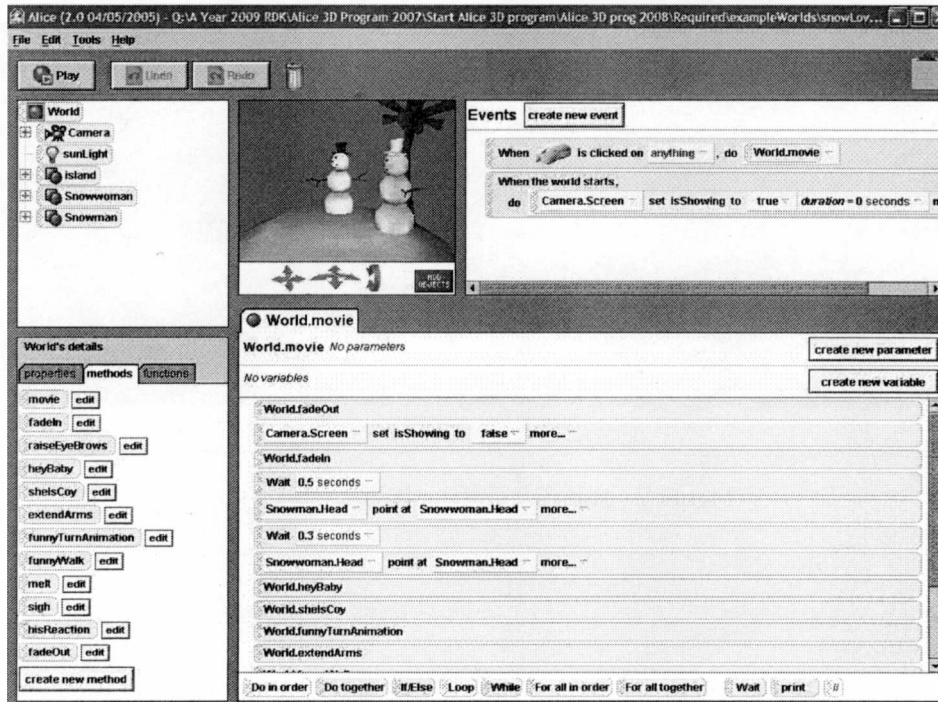 Alice (2.0 04/05/2005) - Q:\A Year 2009 RDK\Alice 3D Program 2007\Start Alice 3D program\Alice 3D prog 2008\Required\exampleWorlds\snowLov...
File Edit Tools Help
Play Undo Redo
World
Camera
sunLight
island
Snowwoman
Snowman
ADD OBJECTS
Events create new event
When is clicked on anything , do World.movie
When the world starts,
do Camera.Screen set isShowing to true duration = 0 seconds m
World's details
properties methods functions
movie edit
fadeIn edit
raiseEyeBrows edit
heyBaby edit
sheIsCoy edit
extendArms edit
funnyTurnAnimation edit
funnyWalk edit
melt edit
sigh edit
hisReaction edit
fadeOut edit
create new method
World.movie
World.movie No parameters create new parameter
No variables create new variable
World.fadeOut
Camera.Screen set isShowing to false more...
World.fadeIn
Wait 0.5 seconds
Snowman.Head point at Snowwoman.Head more...
Wait 0.3 seconds
Snowwoman.Head point at Snowman.Head more...
World.heyBaby
World.sheIsCoy
World.funnyTurnAnimation
World.extendArms
Do in order Do together If/Else Loop While For all in order For all together Wait print //